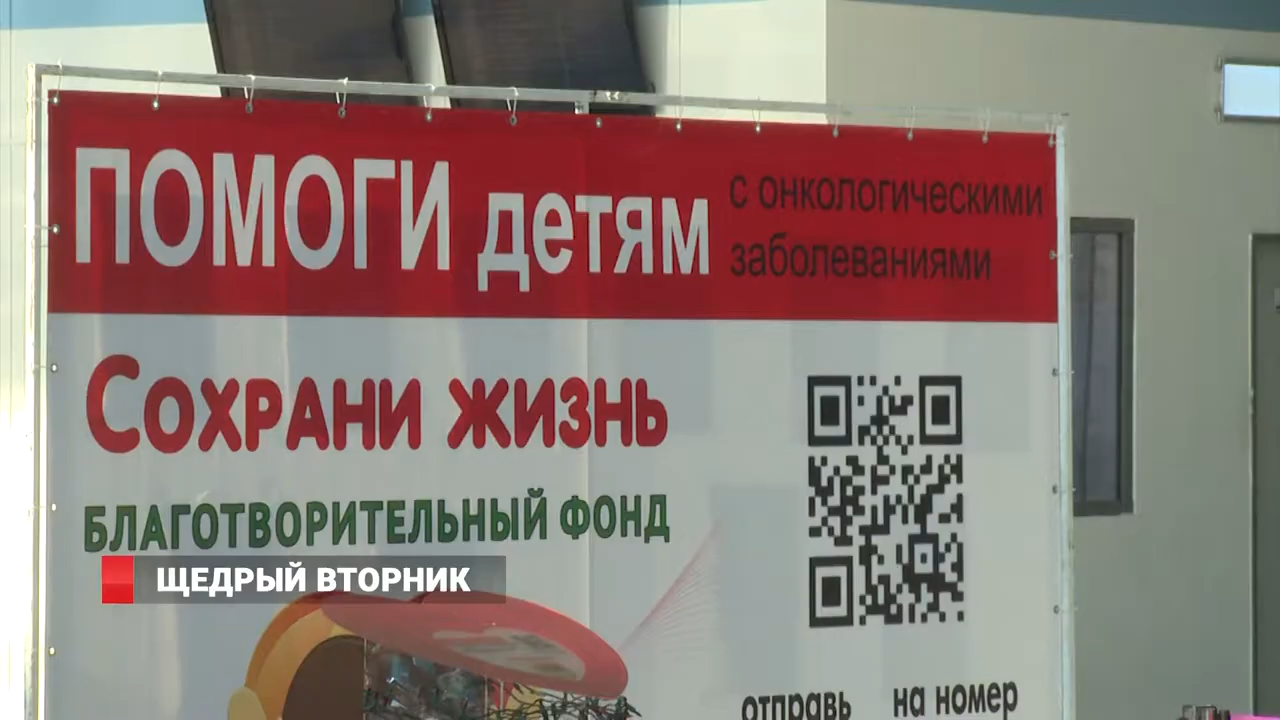 ПОМОГИ детям
с онкологическими
заболеваниями
Сохрани жизнь
БЛАГОТВОРИТЕЛЬНЫЙ ФОНД
ЩЕДРЫЙ ВТОРНИК
отправь на номер